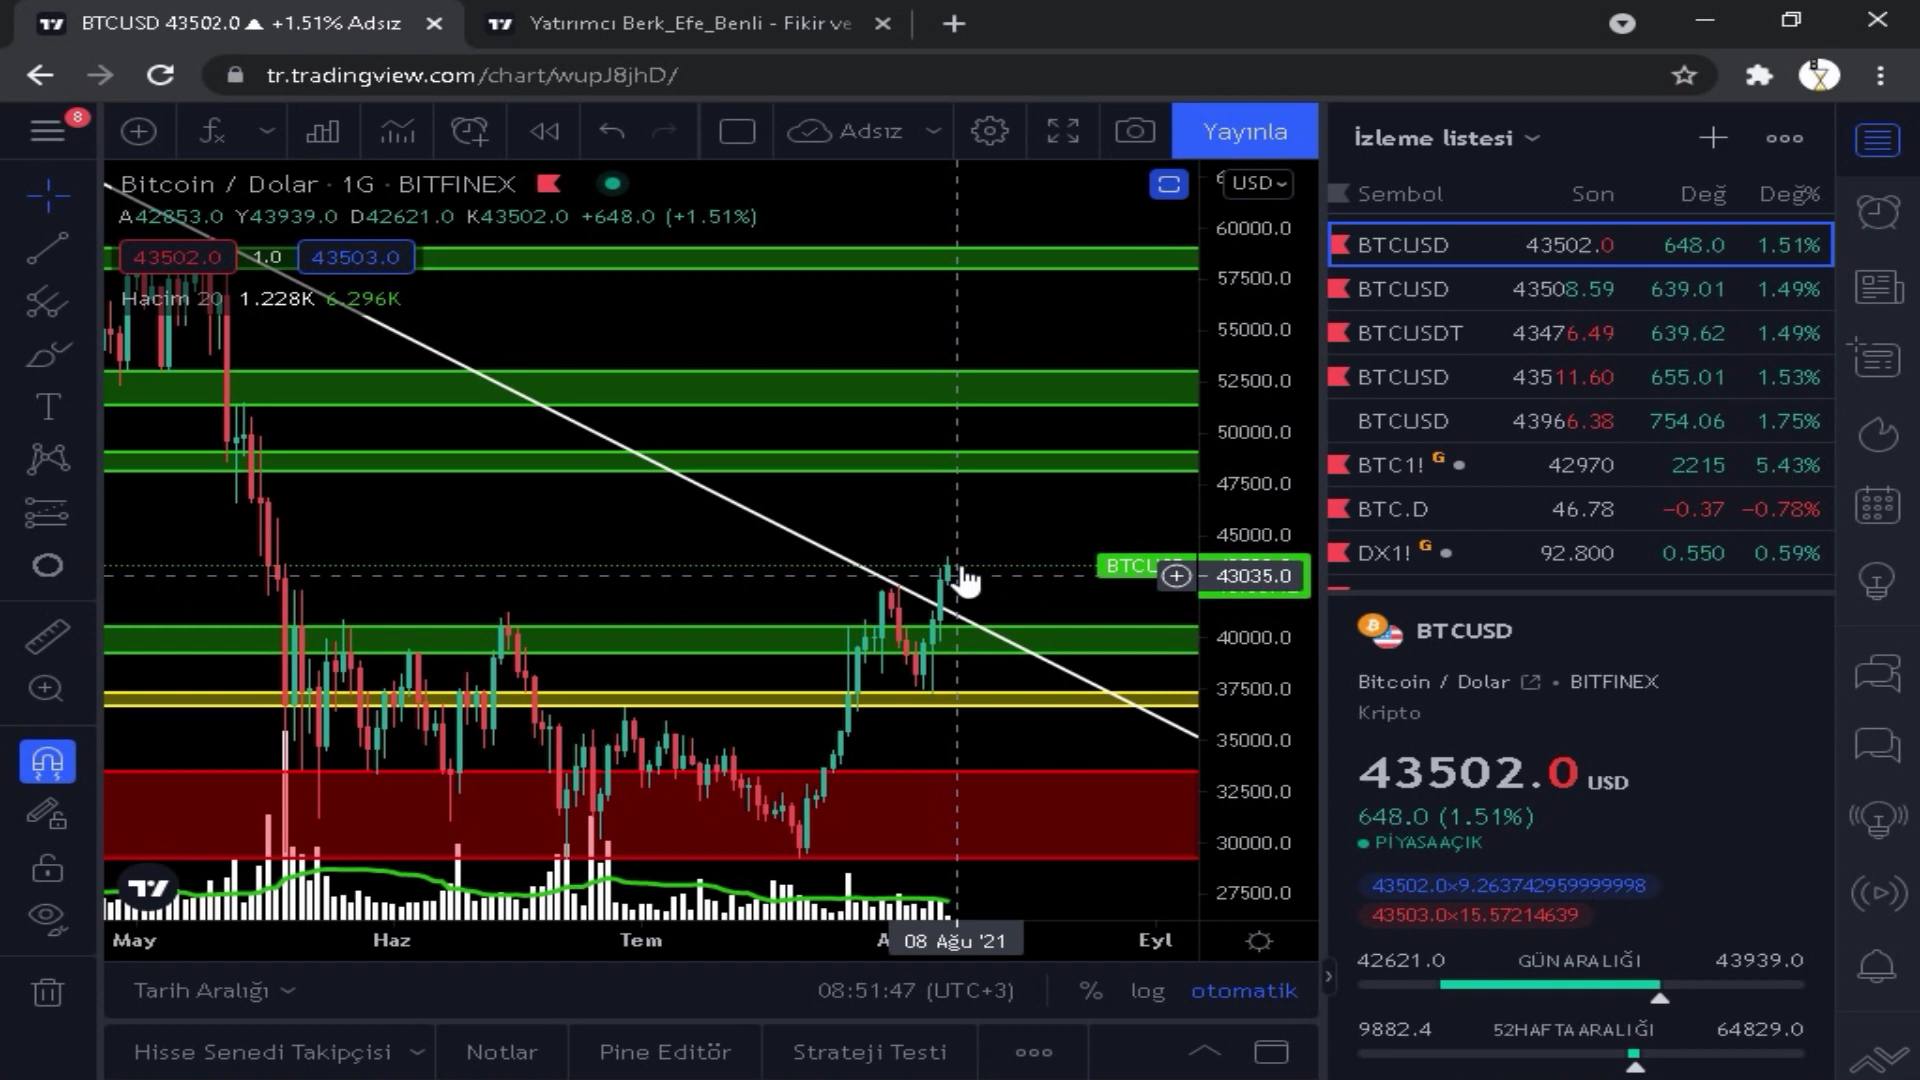 BTCUSD 43502.0 ▲ +1.51% Adsız
Yatırımcı Berk_Efe_Benli - Fikir ve
tr.tradingview.com/chart/wupJ8jhD/
8
Adsız
Yayınla
Bitcoin / Dolar · 1G · BITFINEX
A42853.0 Y43939.0 D42621.0 K43502.0 +648.0 (+1.51%)
43502.0 1.0 43503.0
Hacim 20 1.228K 6.296K
USD
60000.0
57500.0
55000.0
52500.0
50000.0
47500.0
45000.0
43035.0
40000.0
37500.0
35000.0
32500.0
30000.0
27500.0
May Haz Tem 08 Ağu '21 Eyl
Tarih Aralığı
08:51:47 (UTC+3) % log otomatik
Hisse Senedi Takipçisi Notlar Pine Editör Strateji Testi
İzleme listesi
Sembol Son Değ Değ%
BTCUSD 43502.0 648.0 1.51%
BTCUSD 43508.59 639.01 1.49%
BTCUSDT 43476.49 639.62 1.49%
BTCUSD 43511.60 655.01 1.53%
BTCUSD 43966.38 754.06 1.75%
BTC1! G 42970 2215 5.43%
BTC.D 46.78 −0.37 −0.78%
DX1! G 92.800 0.550 0.59%
BTCUSD
Bitcoin / Dolar • BITFINEX
Kripto
43502.0 USD
648.0 (1.51%)
PİYASA AÇIK
43502.0×9.263742959999998
43503.0×15.57214639
42621.0 GÜN ARALIĞI 43939.0
9882.4 52HAFTA ARALIĞI 64829.0